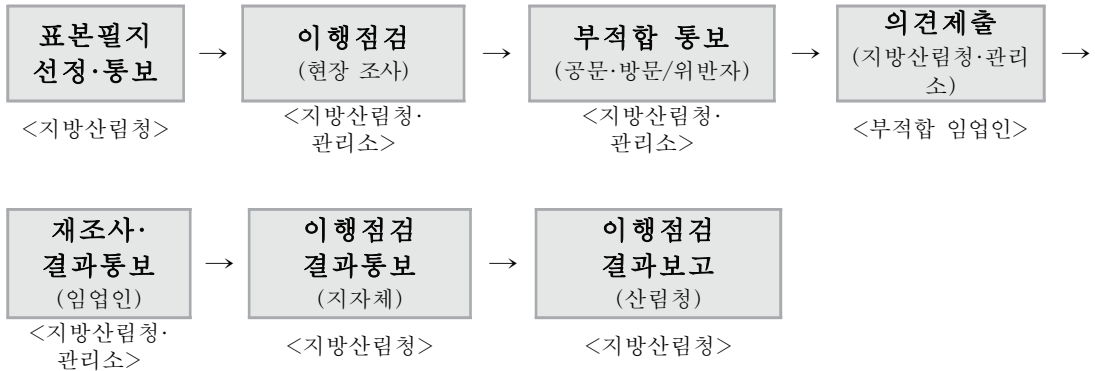 표본필지
선정·통보
<지방산림청>
→
이행점검
(현장 조사)
<지방산림청·
관리소>
→
부적합 통보
(공문·방문/위반자)
<지방산림청·
관리소>
→
의견제출
(지방산림청·관리
소)
<부적합 임업인>
→
재조사·
결과통보
(임업인)
<지방산림청·
관리소>
→
이행점검
결과통보
(지자체)
<지방산림청>
→
이행점검
결과보고
(산림청)
<지방산림청>